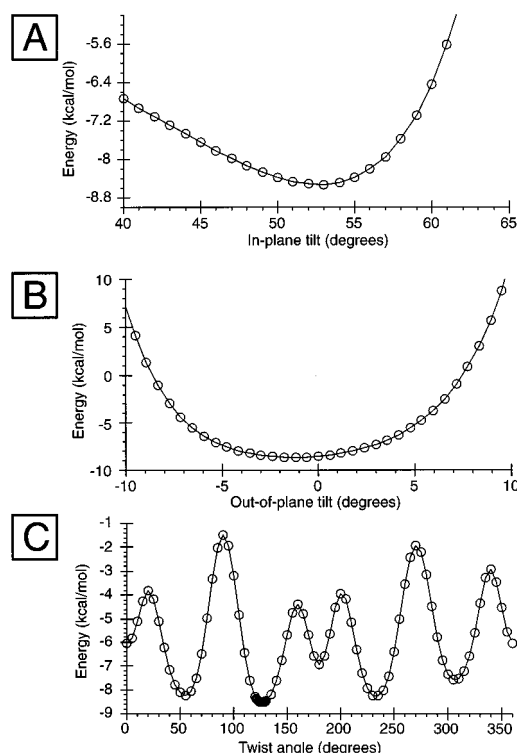 A
-5.6
-6.4
-7.2
-8
-8.8
Energy (kcal/mol)
40 45 50 55 60 65
In-plane tilt (degrees)
B
10
5
0
-5
-10
Energy (kcal/mol)
-10 -5 0 5 10
Out-of-plane tilt (degrees)
C
-1
-2
-3
-4
-5
-6
-7
-8
-9
Energy (kcal/mol)
0 50 100 150 200 250 300 350
Twist angle (degrees)